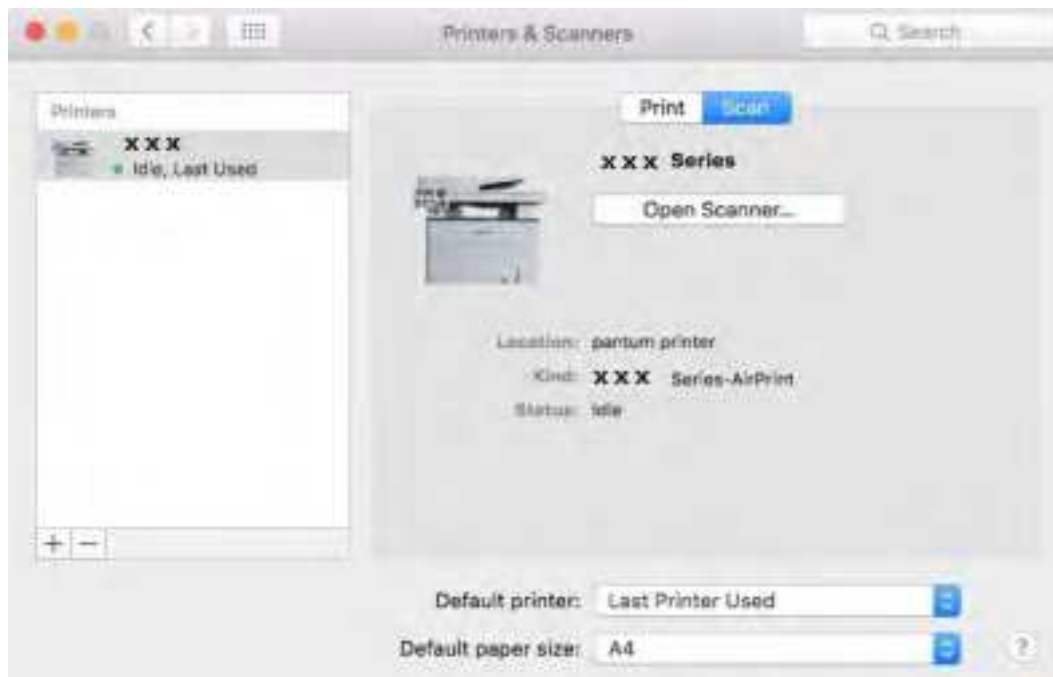 Printers & Scanners
Search
Printers
X X X
Idle, Last Used
Print
Scan
X X X Series
Open Scanner...
Location: pantum printer
Kind: X X X Series-AirPrint
Status: Idle
+ −
Default printer: Last Printer Used
Default paper size: A4
?